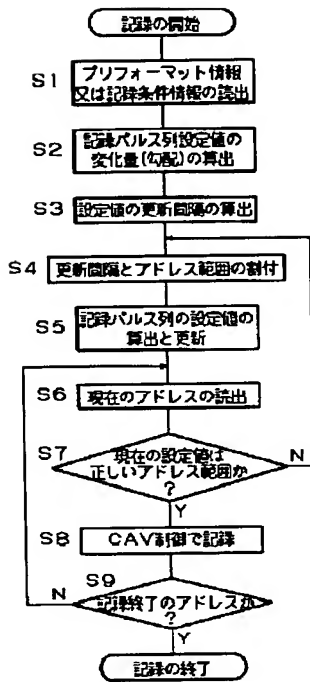 記録の開始
S1
プリフォーマット情報
又は記録条件情報の読出
S2
記録パルス列設定値の
変化量(勾配)の算出
S3
設定値の更新間隔の算出
S4
更新間隔とアドレス範囲の割付
S5
記録パルス列の設定値の
算出と更新
S6
現在のアドレスの読出
S7
現在の設定値は
正しいアドレス範囲か
?
N
Y
S8
CAV制御で記録
S9
N
記録終了のアドレスか
?
Y
記録の終了